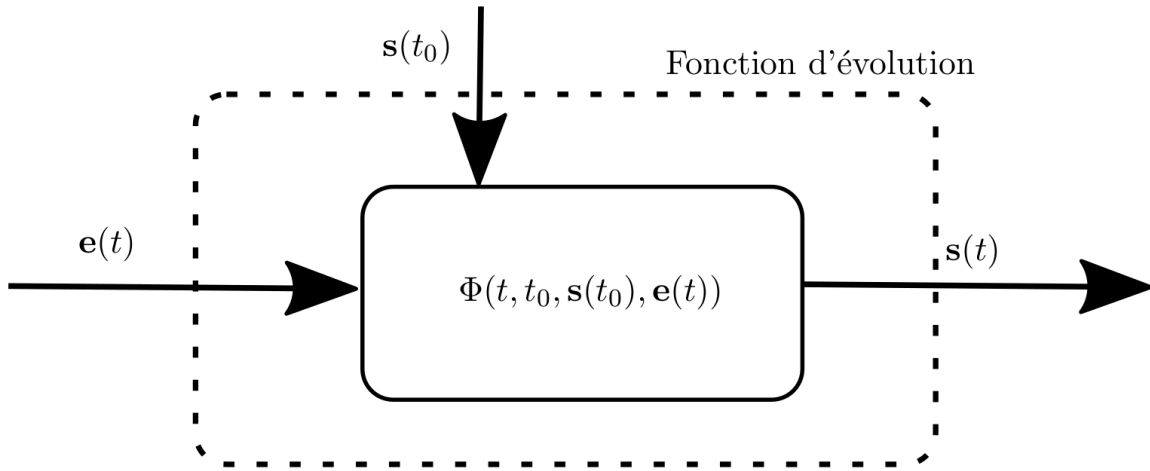 s(t₀)
Fonction d'évolution
e(t)
s(t)
Φ(t, t₀, s(t₀), e(t))